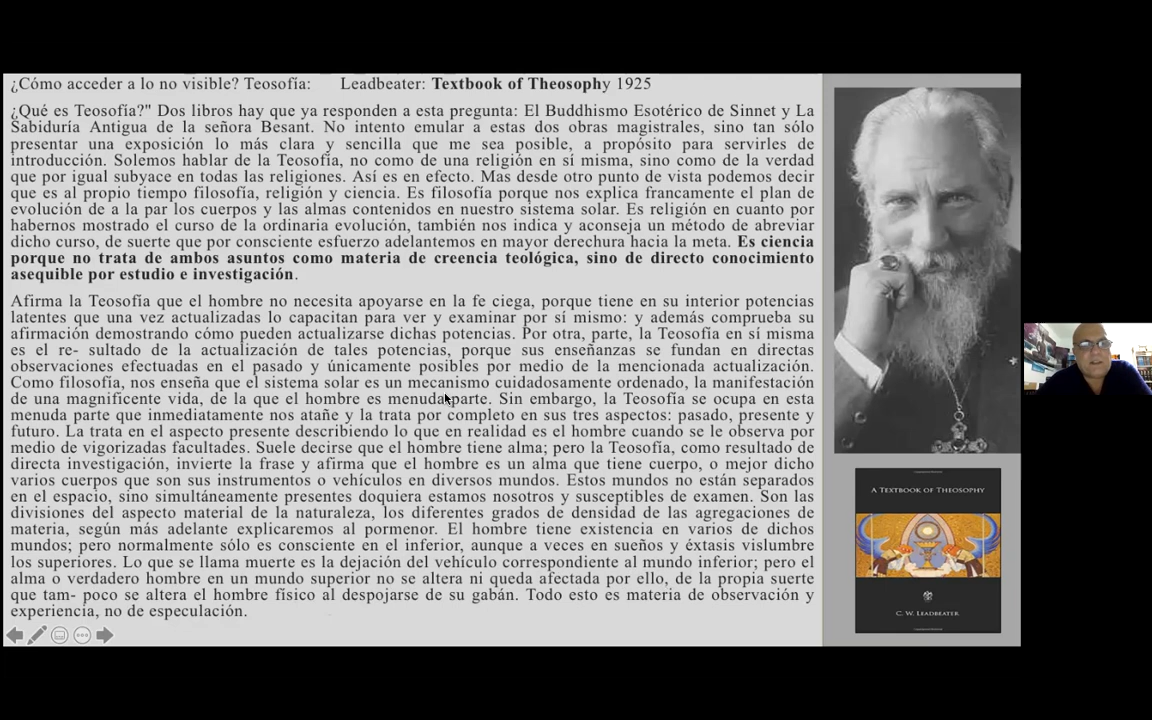 ¿Cómo acceder a lo no visible? Teosofía: Leadbeater: Textbook of Theosophy 1925
¿Qué es Teosofía?" Dos libros hay que ya responden a esta pregunta: El Buddhismo Esotérico de Sinnet y La
Sabiduría Antigua de la señora Besant. No intento emular a estas dos obras magistrales, sino tan sólo
presentar una exposición lo más clara y sencilla que me sea posible, a propósito para servirles de
introducción. Solemos hablar de la Teosofía, no como de una religión en sí misma, sino como de la verdad
que por igual subyace en todas las religiones. Así es en efecto. Mas desde otro punto de vista podemos decir
que es al propio tiempo filosofía, religión y ciencia. Es filosofía porque nos explica francamente el plan de
evolución de a la par los cuerpos y las almas contenidos en nuestro sistema solar. Es religión en cuanto por
habernos mostrado el curso de la ordinaria evolución, también nos indica y aconseja un método de abreviar
dicho curso, de suerte que por consciente esfuerzo adelantemos en mayor derechura hacia la meta. Es ciencia
porque no trata de ambos asuntos como materia de creencia teológica, sino de directo conocimiento
asequible por estudio e investigación.
Afirma la Teosofía que el hombre no necesita apoyarse en la fe ciega, porque tiene en su interior potencias
latentes que una vez actualizadas lo capacitan para ver y examinar por sí mismo: y además comprueba su
afirmación demostrando cómo pueden actualizarse dichas potencias. Por otra, parte, la Teosofía en sí misma
es el re- sultado de la actualización de tales potencias, porque sus enseñanzas se fundan en directas
observaciones efectuadas en el pasado y únicamente posibles por medio de la mencionada actualización.
Como filosofía, nos enseña que el sistema solar es un mecanismo cuidadosamente ordenado, la manifestación
de una magnificente vida, de la que el hombre es menuda parte. Sin embargo, la Teosofía se ocupa en esta
menuda parte que inmediatamente nos atañe y la trata por completo en sus tres aspectos: pasado, presente y
futuro. La trata en el aspecto presente describiendo lo que en realidad es el hombre cuando se le observa por
medio de vigorizadas facultades. Suele decirse que el hombre tiene alma; pero la Teosofía, como resultado de
directa investigación, invierte la frase y afirma que el hombre es un alma que tiene cuerpo, o mejor dicho
varios cuerpos que son sus instrumentos o vehículos en diversos mundos. Estos mundos no están separados
en el espacio, sino simultáneamente presentes doquiera estamos nosotros y susceptibles de examen. Son las
divisiones del aspecto material de la naturaleza, los diferentes grados de densidad de las agregaciones de
materia, según más adelante explicaremos al pormenor. El hombre tiene existencia en varios de dichos
mundos; pero normalmente sólo es consciente en el inferior, aunque a veces en sueños y éxtasis vislumbre
los superiores. Lo que se llama muerte es la dejación del vehículo correspondiente al mundo inferior; pero el
alma o verdadero hombre en un mundo superior no se altera ni queda afectada por ello, de la propia suerte
que tam- poco se altera el hombre físico al despojarse de su gabán. Todo esto es materia de observación y
experiencia, no de especulación.
A TEXTBOOK OF THEOSOPHY
C. W. LEADBEATER